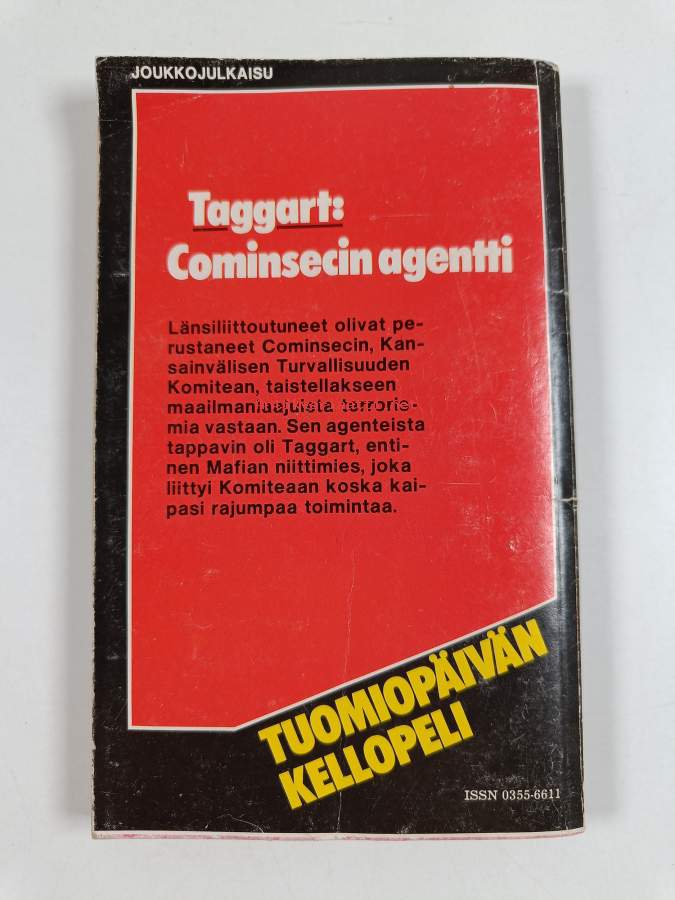 JOUKKOJULKAISU
Taggart:
Cominsecin agentti
Länsiliittoutuneet olivat pe-
rustaneet Cominsecin, Kan-
sainvälisen Turvallisuuden
Komitean, taistellakseen
maailmanlaajuista terroris-
mia vastaan. Sen agenteista
tappavin oli Taggart, enti-
nen Mafian niittimies, joka
liittyi Komiteaan koska kai-
pasi rajumpaa toimintaa.
TUOMIOPÄIVÄN
KELLOPELI
ISSN 0355-6611